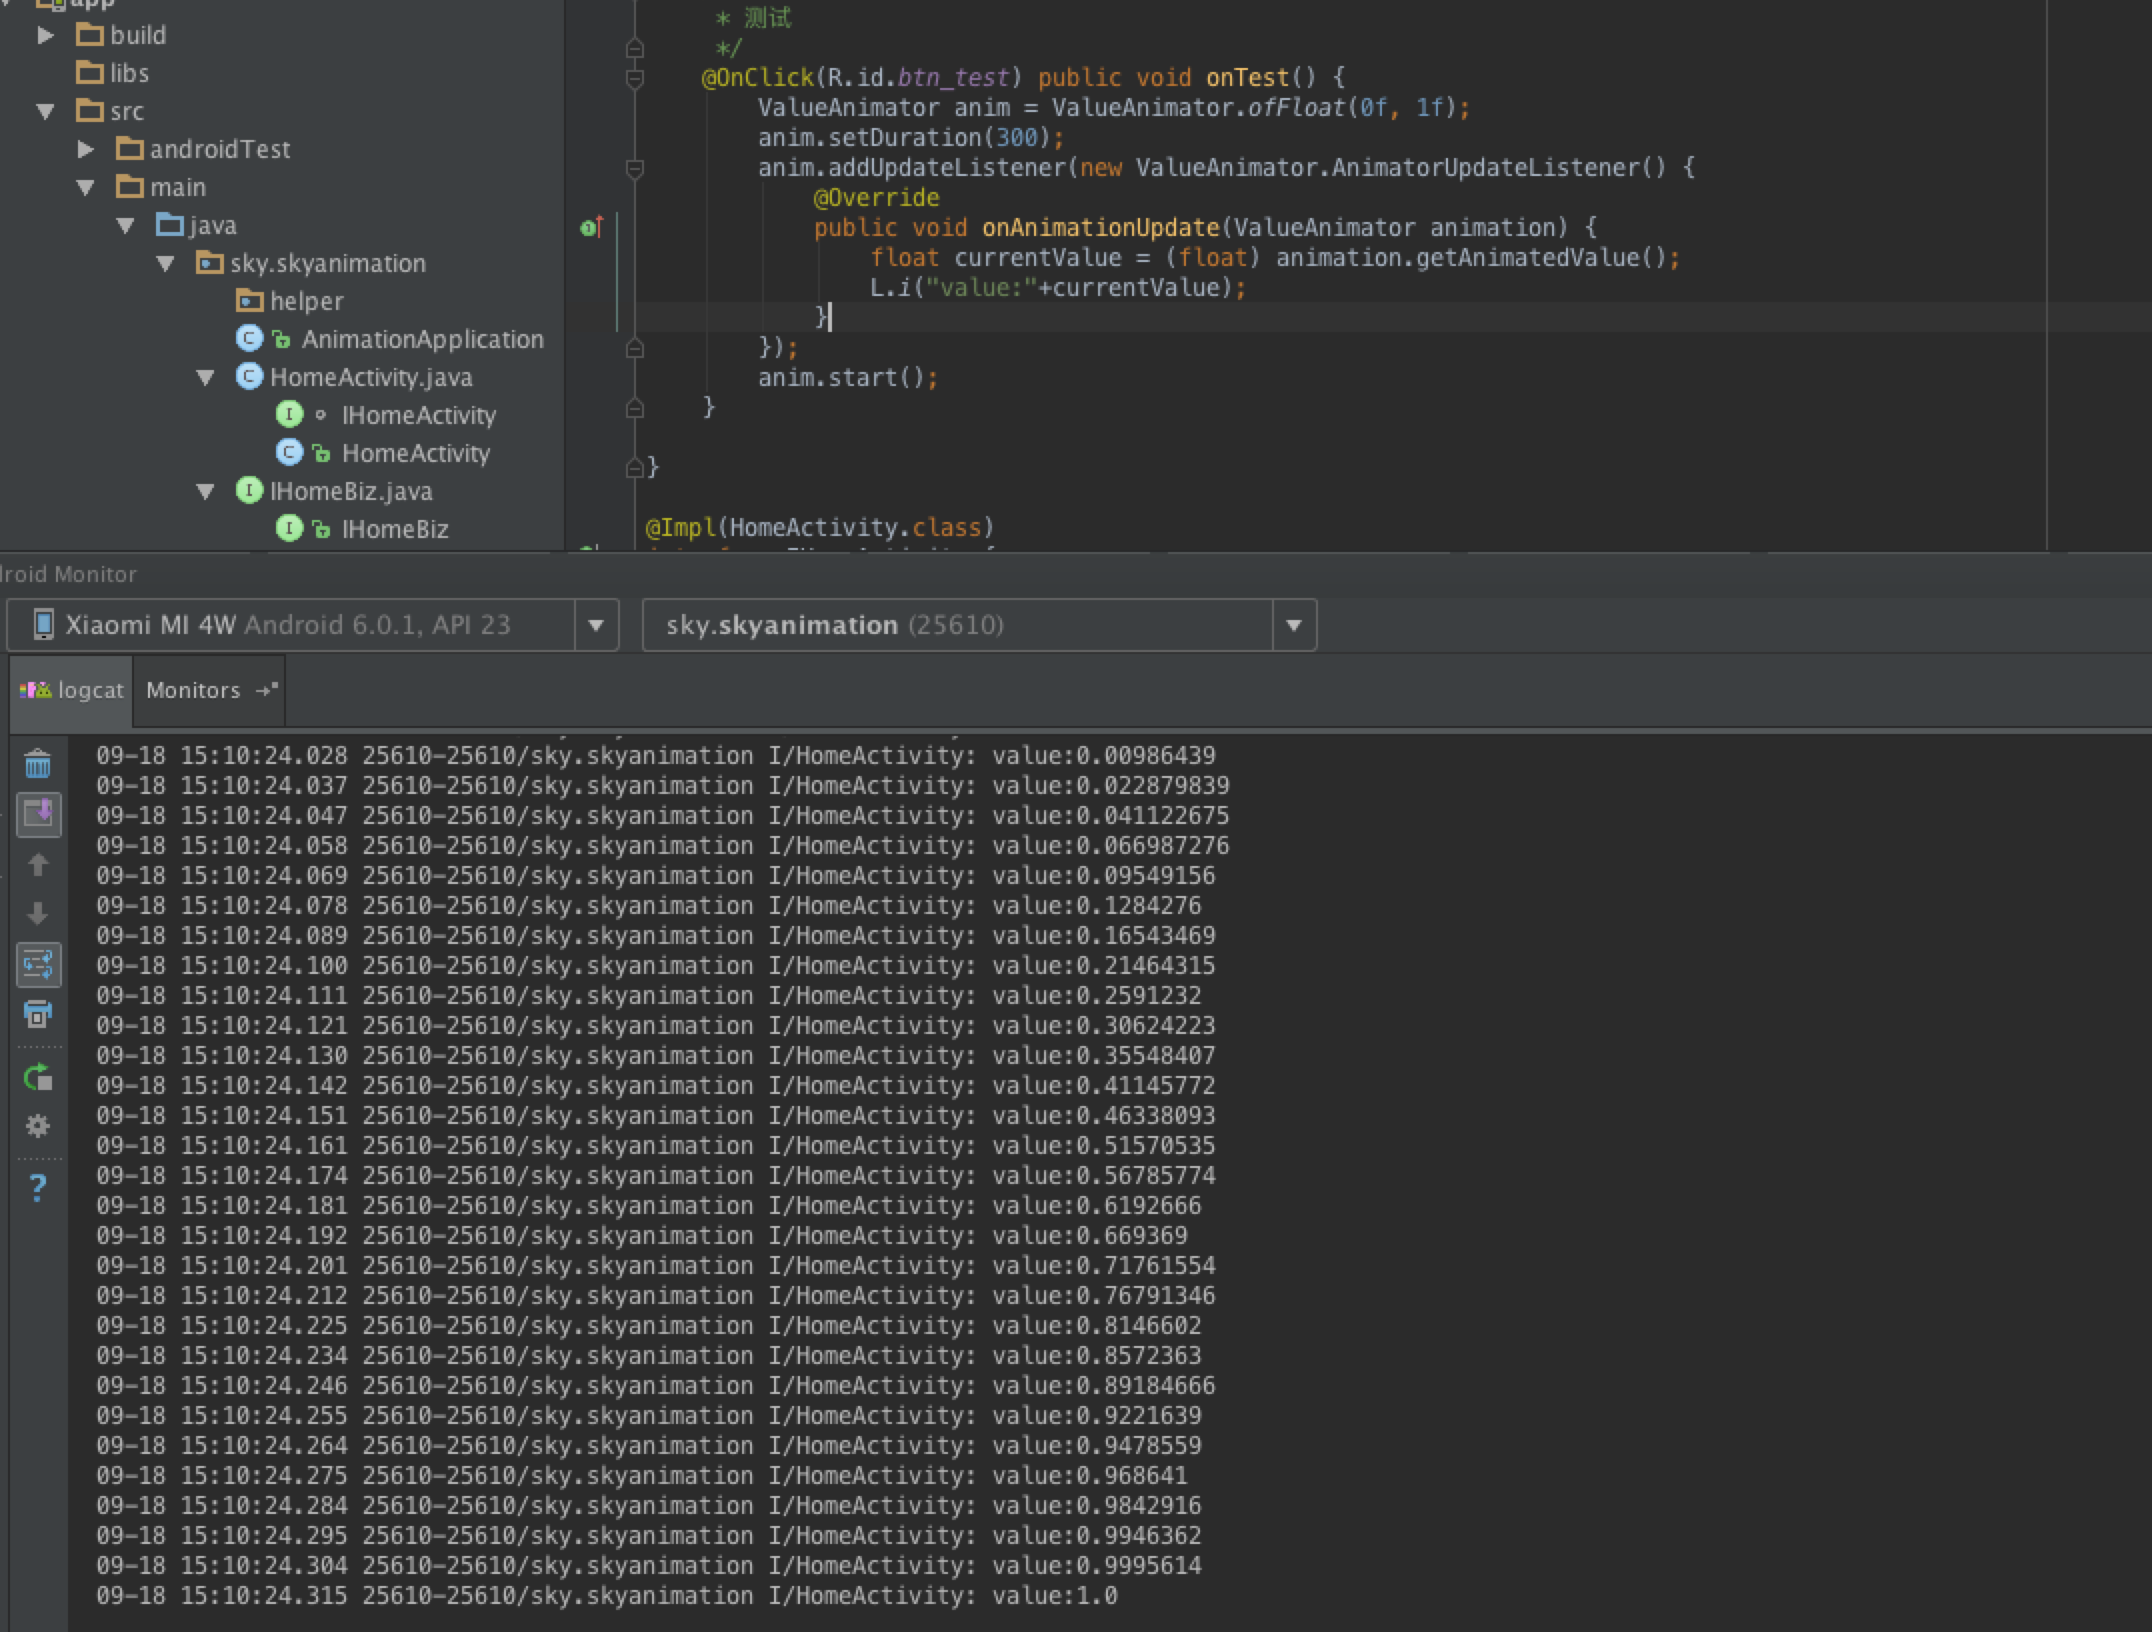 app
build
libs
src
androidTest
main
java
sky.skyanimation
helper
AnimationApplication
HomeActivity.java
IHomeActivity
HomeActivity
IHomeBiz.java
IHomeBiz
* 测试
*/
@OnClick(R.id.btn_test) public void onTest() {
ValueAnimator anim = ValueAnimator.ofFloat(0f, 1f);
anim.setDuration(300);
anim.addUpdateListener(new ValueAnimator.AnimatorUpdateListener() {
@Override
public void onAnimationUpdate(ValueAnimator animation) {
float currentValue = (float) animation.getAnimatedValue();
L.i("value:"+currentValue);
}
});
anim.start();
}
}
@Impl(HomeActivity.class)
droid Monitor
Xiaomi MI 4W Android 6.0.1, API 23
sky.skyanimation (25610)
logcat
Monitors
09-18 15:10:24.028 25610-25610/sky.skyanimation I/HomeActivity: value:0.00986439
09-18 15:10:24.037 25610-25610/sky.skyanimation I/HomeActivity: value:0.022879839
09-18 15:10:24.047 25610-25610/sky.skyanimation I/HomeActivity: value:0.041122675
09-18 15:10:24.058 25610-25610/sky.skyanimation I/HomeActivity: value:0.066987276
09-18 15:10:24.069 25610-25610/sky.skyanimation I/HomeActivity: value:0.09549156
09-18 15:10:24.078 25610-25610/sky.skyanimation I/HomeActivity: value:0.1284276
09-18 15:10:24.089 25610-25610/sky.skyanimation I/HomeActivity: value:0.16543469
09-18 15:10:24.100 25610-25610/sky.skyanimation I/HomeActivity: value:0.21464315
09-18 15:10:24.111 25610-25610/sky.skyanimation I/HomeActivity: value:0.2591232
09-18 15:10:24.121 25610-25610/sky.skyanimation I/HomeActivity: value:0.30624223
09-18 15:10:24.130 25610-25610/sky.skyanimation I/HomeActivity: value:0.35548407
09-18 15:10:24.142 25610-25610/sky.skyanimation I/HomeActivity: value:0.41145772
09-18 15:10:24.151 25610-25610/sky.skyanimation I/HomeActivity: value:0.46338093
09-18 15:10:24.161 25610-25610/sky.skyanimation I/HomeActivity: value:0.51570535
09-18 15:10:24.174 25610-25610/sky.skyanimation I/HomeActivity: value:0.56785774
09-18 15:10:24.181 25610-25610/sky.skyanimation I/HomeActivity: value:0.6192666
09-18 15:10:24.192 25610-25610/sky.skyanimation I/HomeActivity: value:0.669369
09-18 15:10:24.201 25610-25610/sky.skyanimation I/HomeActivity: value:0.71761554
09-18 15:10:24.212 25610-25610/sky.skyanimation I/HomeActivity: value:0.76791346
09-18 15:10:24.225 25610-25610/sky.skyanimation I/HomeActivity: value:0.8146602
09-18 15:10:24.234 25610-25610/sky.skyanimation I/HomeActivity: value:0.8572363
09-18 15:10:24.246 25610-25610/sky.skyanimation I/HomeActivity: value:0.89184666
09-18 15:10:24.255 25610-25610/sky.skyanimation I/HomeActivity: value:0.9221639
09-18 15:10:24.264 25610-25610/sky.skyanimation I/HomeActivity: value:0.9478559
09-18 15:10:24.275 25610-25610/sky.skyanimation I/HomeActivity: value:0.968641
09-18 15:10:24.284 25610-25610/sky.skyanimation I/HomeActivity: value:0.9842916
09-18 15:10:24.295 25610-25610/sky.skyanimation I/HomeActivity: value:0.9946362
09-18 15:10:24.304 25610-25610/sky.skyanimation I/HomeActivity: value:0.9995614
09-18 15:10:24.315 25610-25610/sky.skyanimation I/HomeActivity: value:1.0